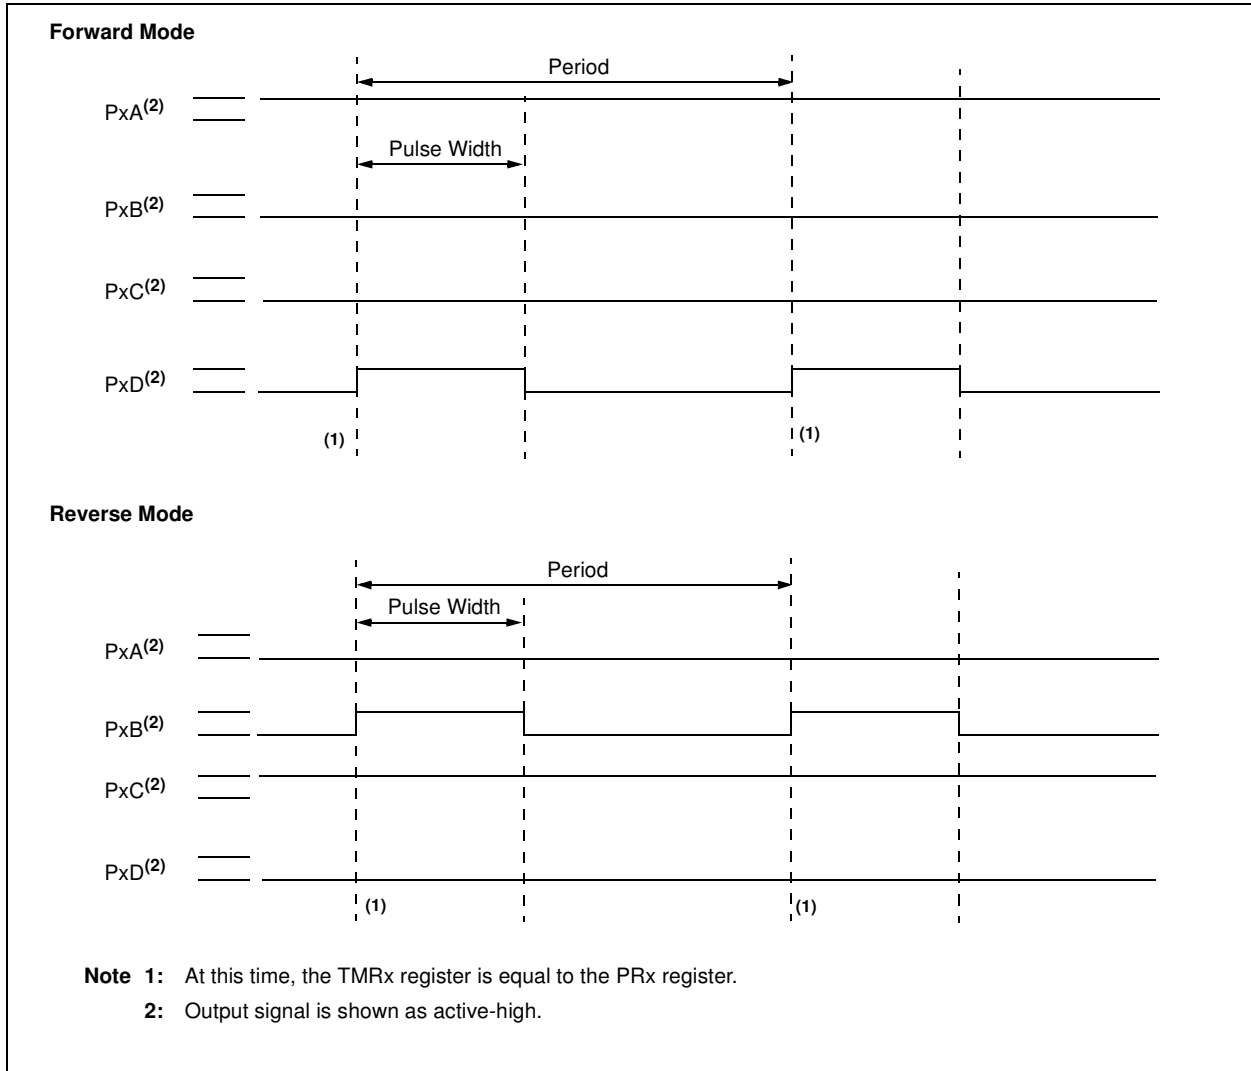 Forward Mode
Period
PxA(2)
Pulse Width
PxB(2)
PxC(2)
PxD(2)
(1)
(1)
Reverse Mode
Period
Pulse Width
PxA(2)
PxB(2)
PxC(2)
PxD(2)
(1)
(1)
Note 1: At this time, the TMRx register is equal to the PRx register.
2: Output signal is shown as active-high.